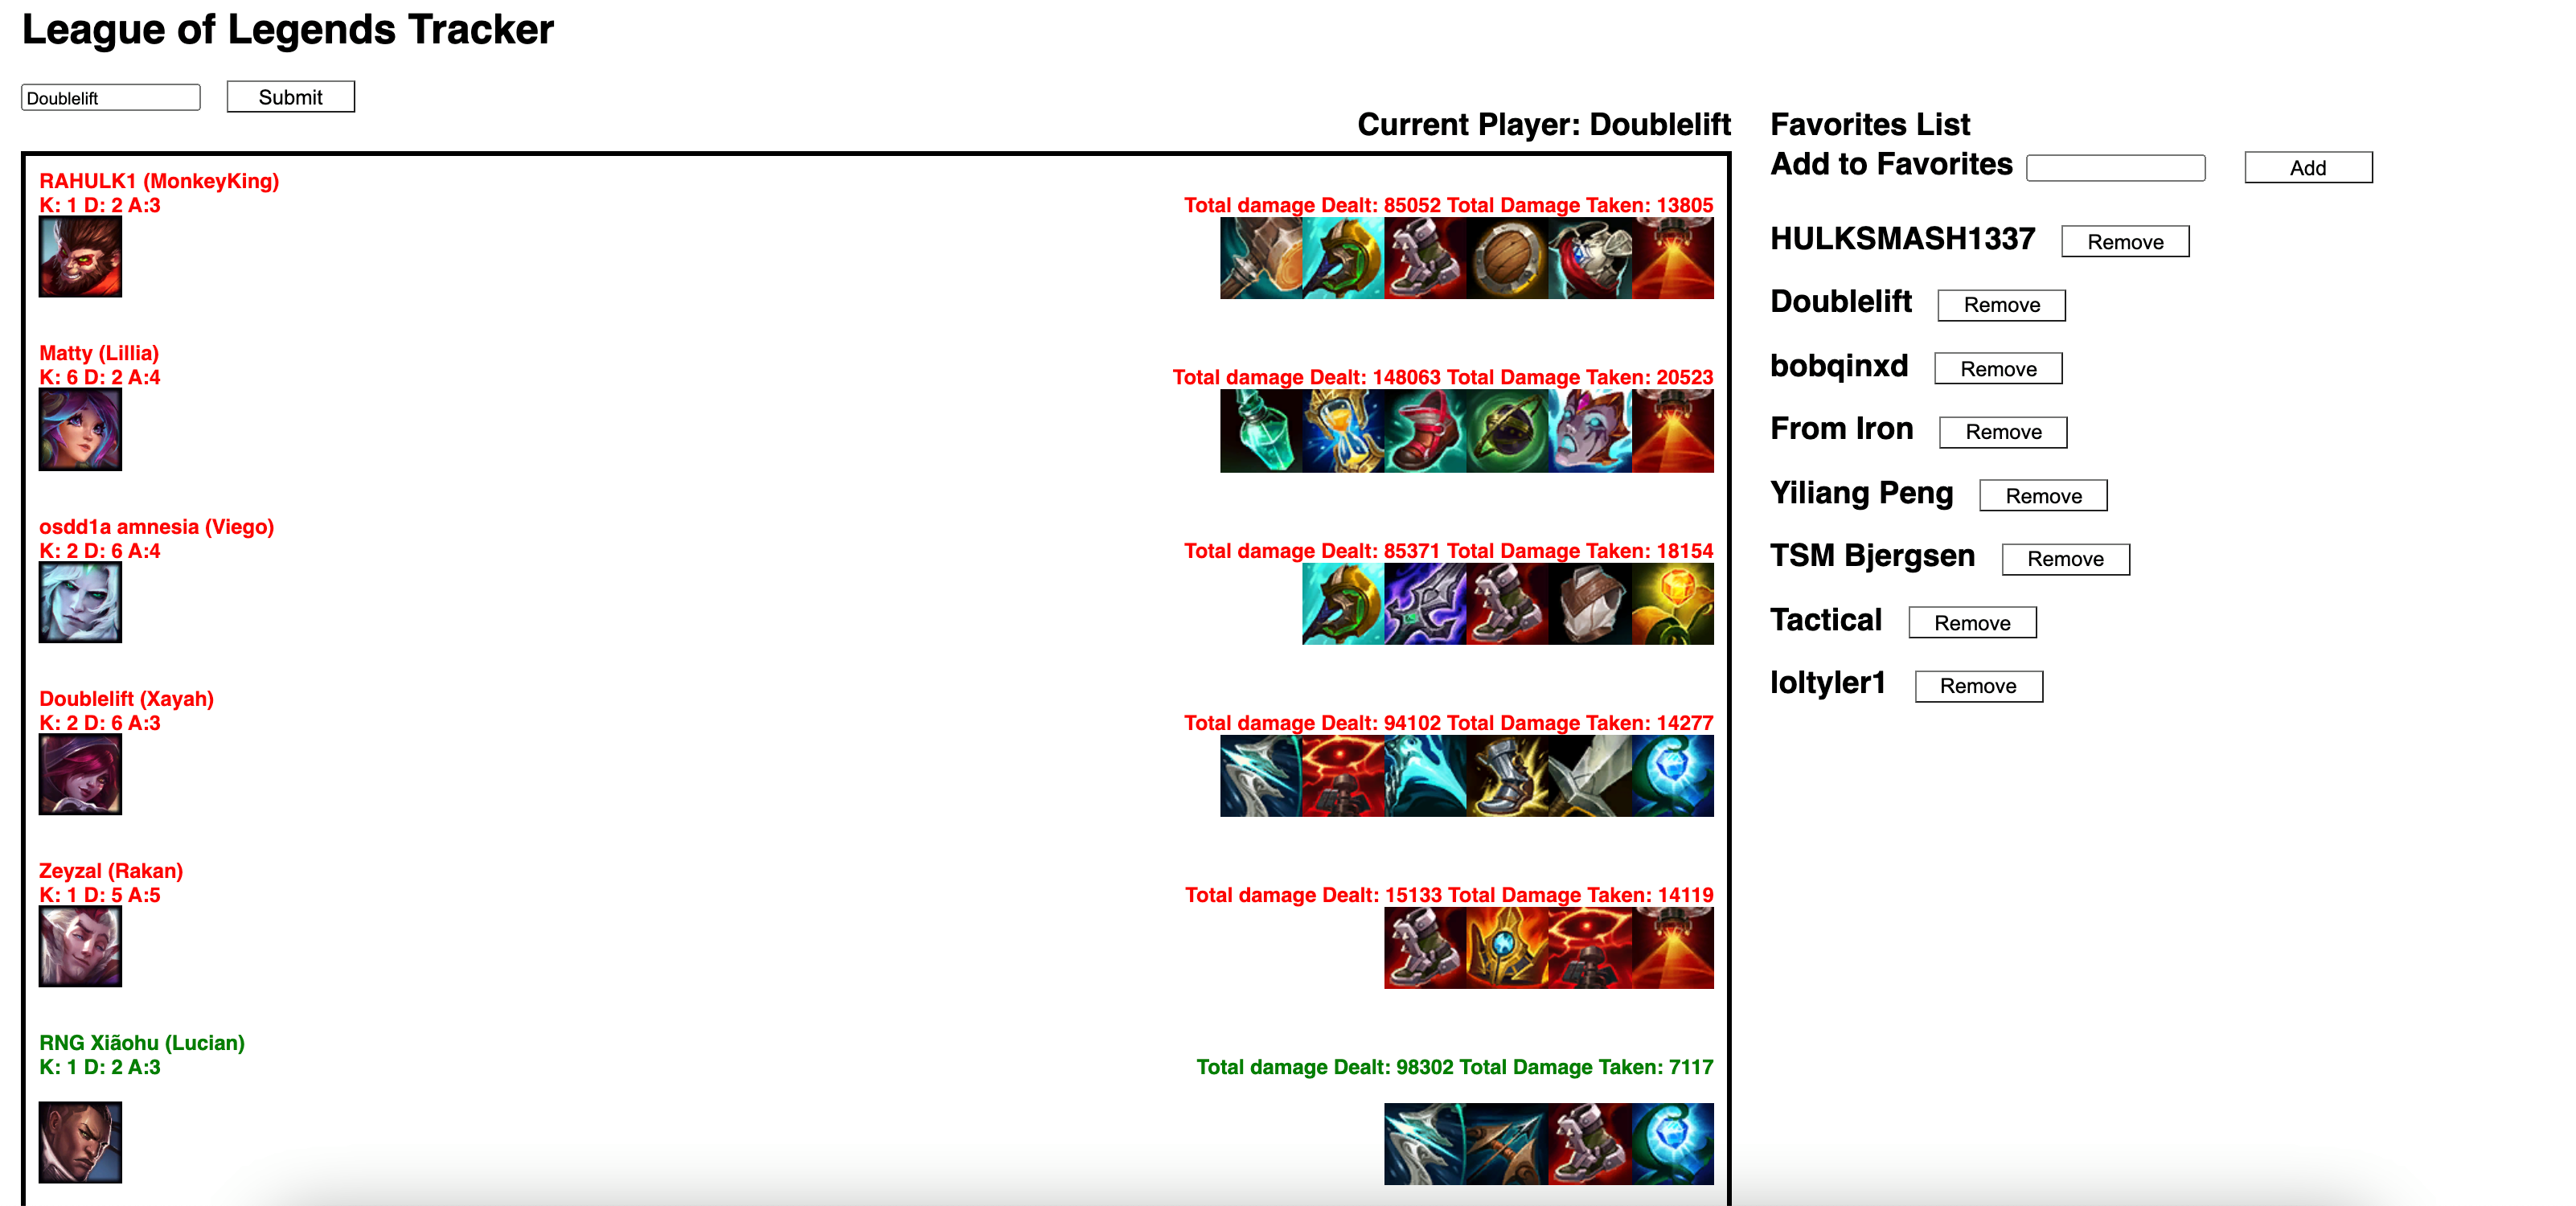 League of Legends Tracker
Doublelift Submit
Current Player: Doublelift
RAHULK1 (MonkeyKing)
K: 1 D: 2 A:3
Total damage Dealt: 85052 Total Damage Taken: 13805
Matty (Lillia)
K: 6 D: 2 A:4
Total damage Dealt: 148063 Total Damage Taken: 20523
osdd1a amnesia (Viego)
K: 2 D: 6 A:4
Total damage Dealt: 85371 Total Damage Taken: 18154
Doublelift (Xayah)
K: 2 D: 6 A:3
Total damage Dealt: 94102 Total Damage Taken: 14277
Zeyzal (Rakan)
K: 1 D: 5 A:5
Total damage Dealt: 15133 Total Damage Taken: 14119
RNG Xiãohu (Lucian)
K: 1 D: 2 A:3
Total damage Dealt: 98302 Total Damage Taken: 7117
Favorites List
Add to Favorites Add
HULKSMASH1337 Remove
Doublelift Remove
bobqinxd Remove
From Iron Remove
Yiliang Peng Remove
TSM Bjergsen Remove
Tactical Remove
loltyler1 Remove